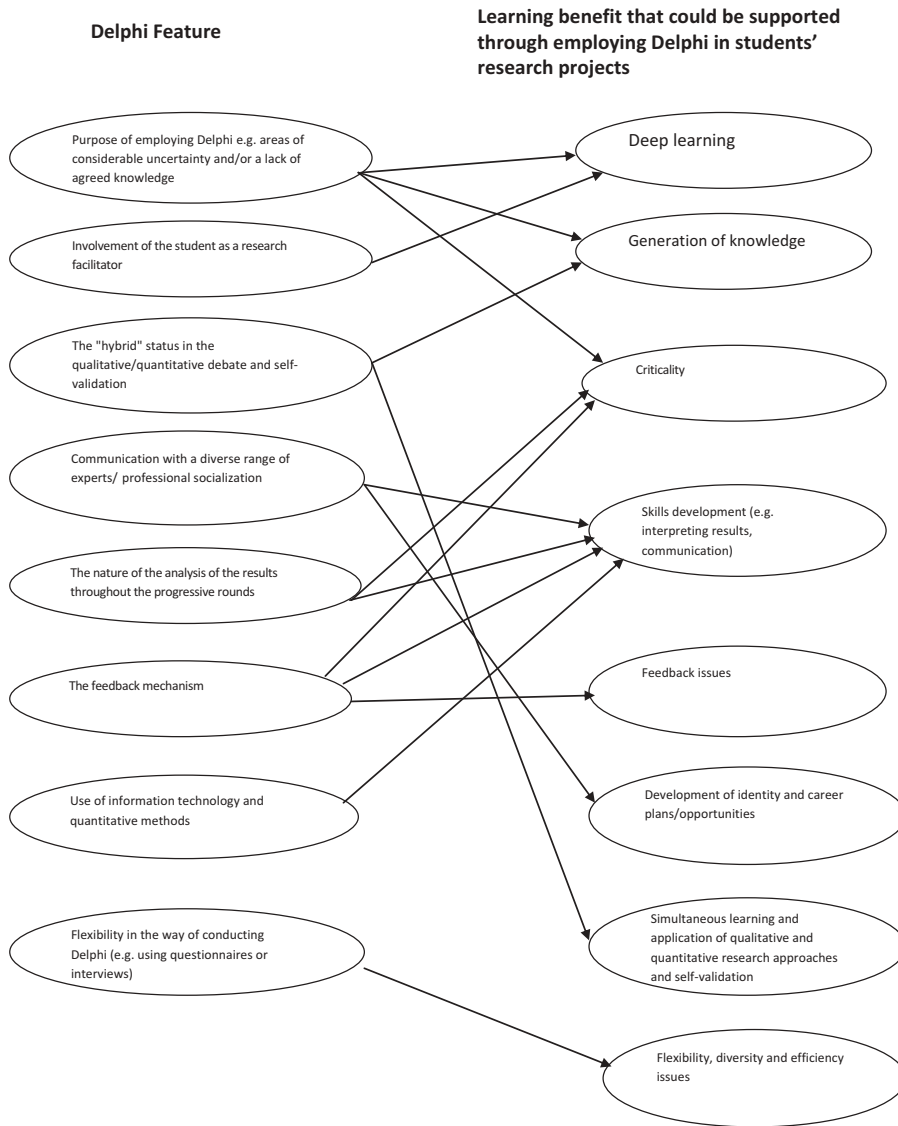 Delphi Feature
Learning benefit that could be supported
through employing Delphi in students’
research projects
Purpose of employing Delphi e.g. areas of
considerable uncertainty and/or a lack of
agreed knowledge
Involvement of the student as a research
facilitator
The "hybrid" status in the
qualitative/quantitative debate and self-
validation
Communication with a diverse range of
experts/ professional socialization
The nature of the analysis of the results
throughout the progressive rounds
The feedback mechanism
Use of information technology and
quantitative methods
Flexibility in the way of conducting
Delphi (e.g. using questionnaires or
interviews)
Deep learning
Generation of knowledge
Criticality
Skills development (e.g.
interpreting results,
communication)
Feedback issues
Development of identity and career
plans/opportunities
Simultaneous learning and
application of qualitative and
quantitative research approaches
and self-validation
Flexibility, diversity and efficiency
issues